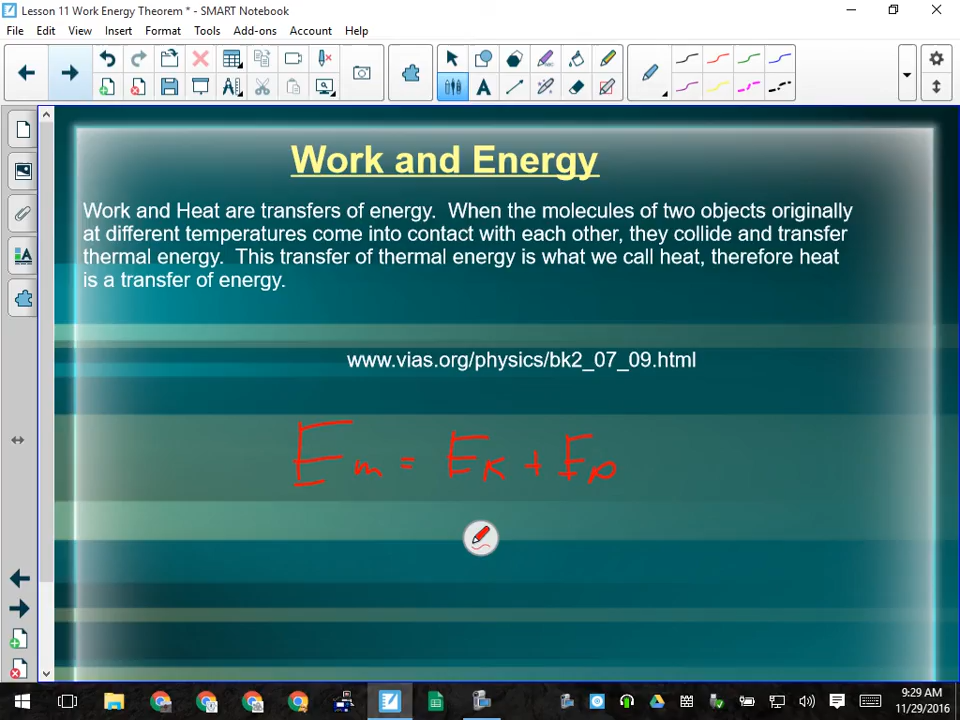 Lesson 11 Work Energy Theorem * - SMART Notebook
File Edit View Insert Format Tools Add-ons Account Help
Work and Energy
Work and Heat are transfers of energy. When the molecules of two objects originally
at different temperatures come into contact with each other, they collide and transfer
thermal energy. This transfer of thermal energy is what we call heat, therefore heat
is a transfer of energy.
www.vias.org/physics/bk2_07_09.html
Em = EK + Ep
9:29 AM
11/29/2016